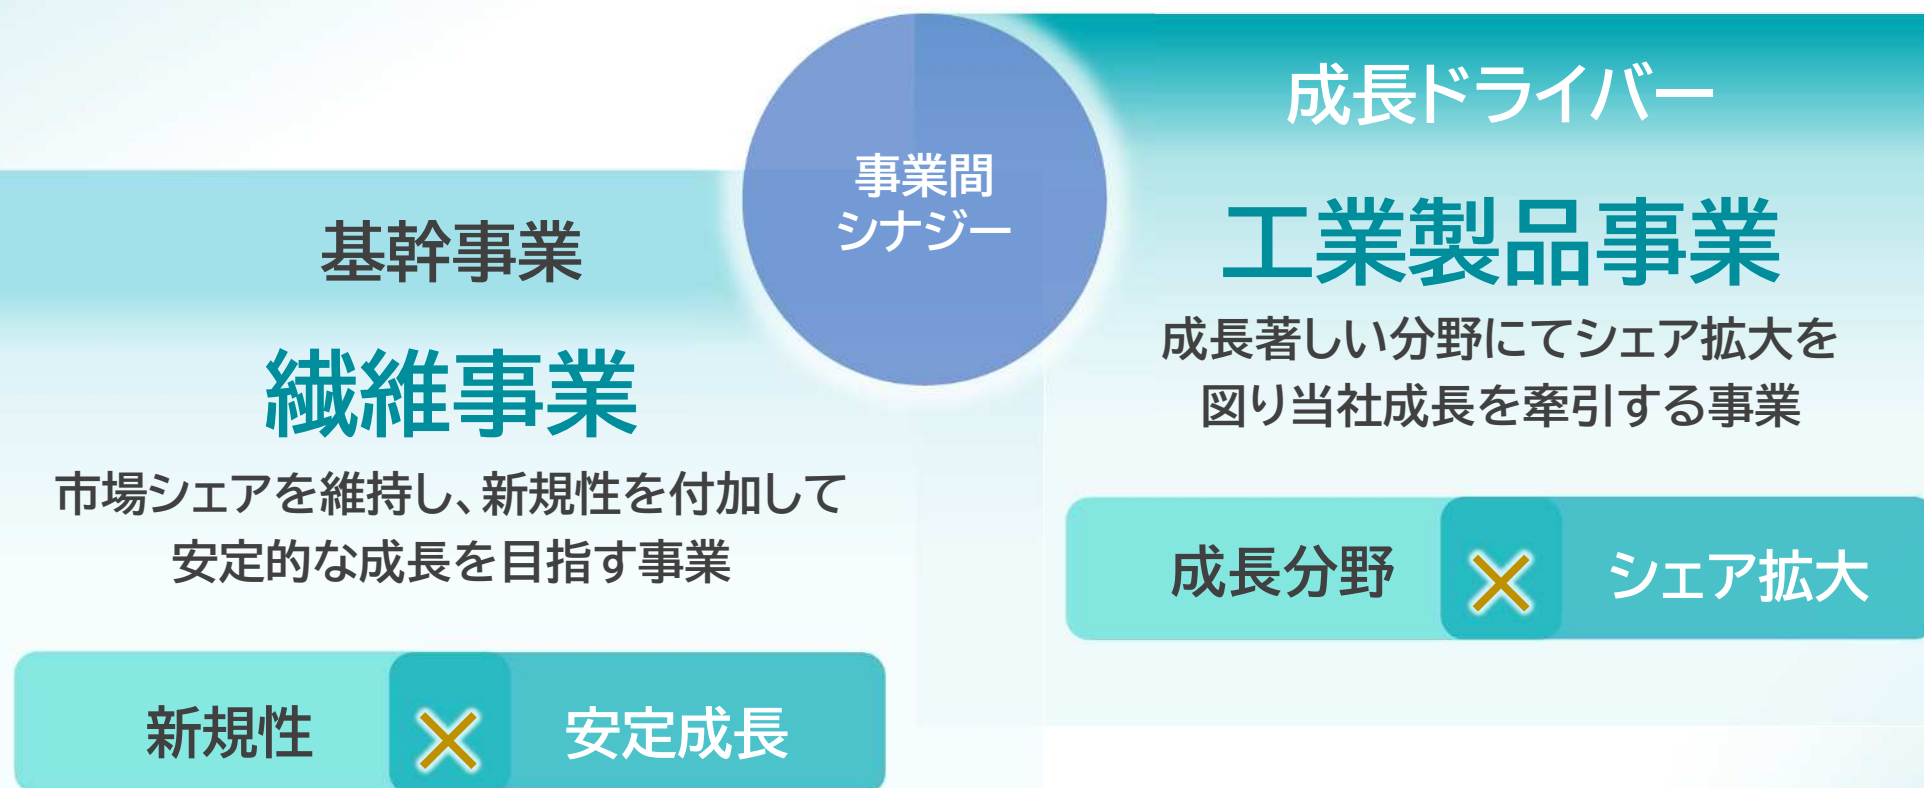 事業間
シナジー
基幹事業
繊維事業
市場シェアを維持し、新規性を付加して
安定的な成長を目指す事業
新規性
×
安定成長
成長ドライバー
工業製品事業
成長著しい分野にてシェア拡大を
図り当社成長を牽引する事業
成長分野
×
シェア拡大